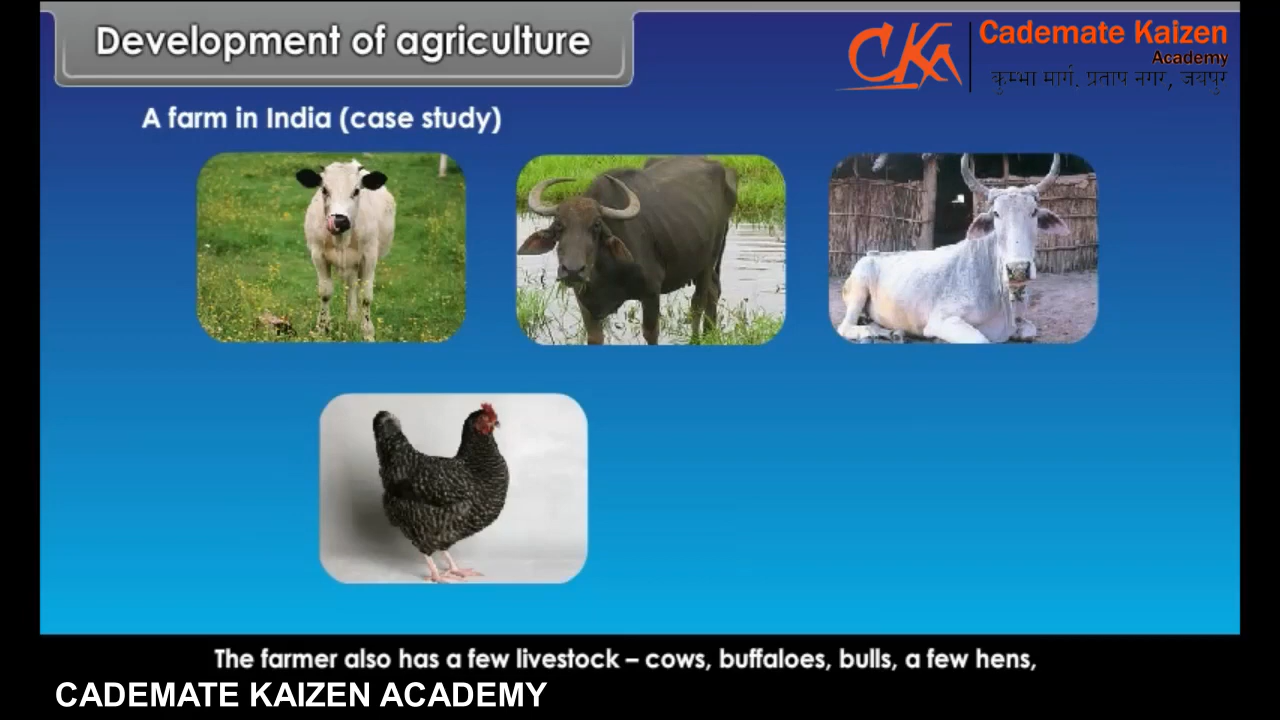 Development of agriculture
CKA
Cademate Kaizen
Academy
कुम्भा मार्ग, प्रताप नगर, जयपुर
A farm in India (case study)
The farmer also has a few livestock – cows, buffaloes, bulls, a few hens,
CADEMATE KAIZEN ACADEMY